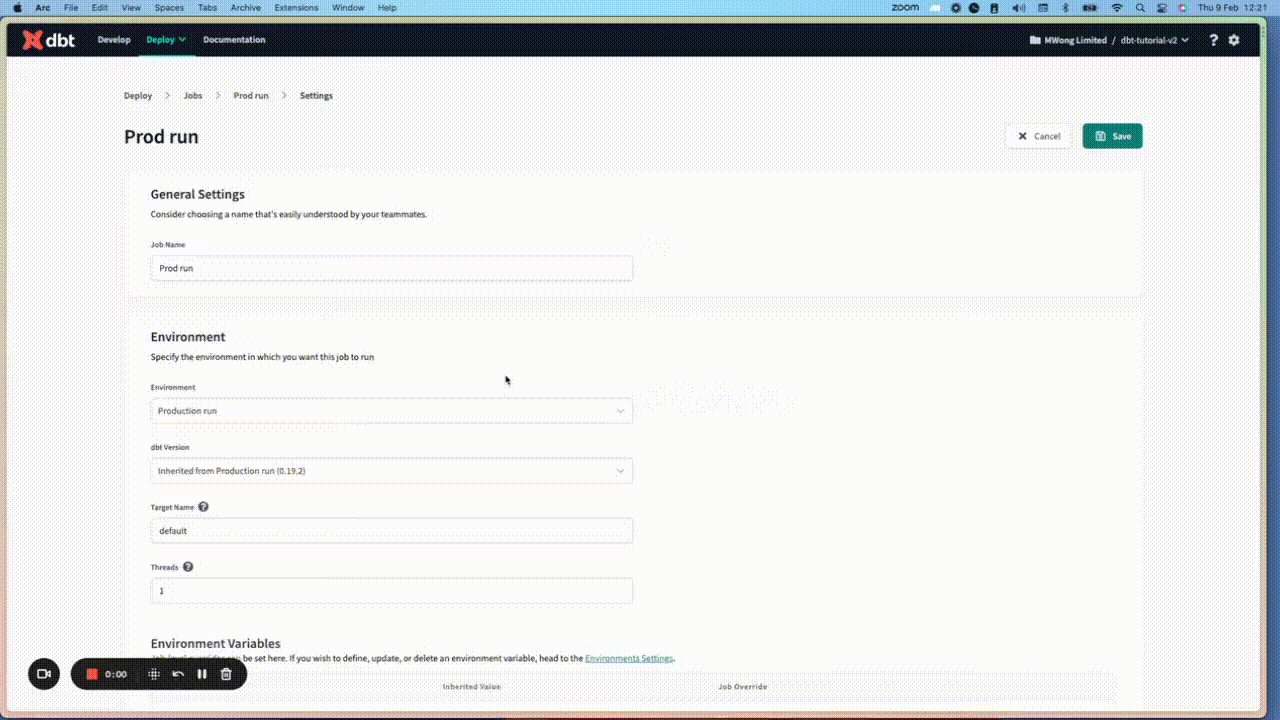 Arc File Edit View Spaces Tabs Archive Extensions Window Help zoom Thu 9 Feb 12:21
dbt Develop Deploy Documentation MWong Limited / dbt-tutorial-v2 ?
Deploy > Jobs > Prod run > Settings
Prod run Cancel Save
General Settings
Consider choosing a name that's easily understood by your teammates.
Job Name
Prod run
Environment
Specify the environment in which you want this job to run
Environment
Production run
dbt Version
Inherited from Production run (0.19.2)
Target Name ?
default
Threads ?
1
Environment Variables
be set here. If you wish to define, update, or delete an environment variable, head to the Environments Settings.
0:00
Inherited Value Job Override